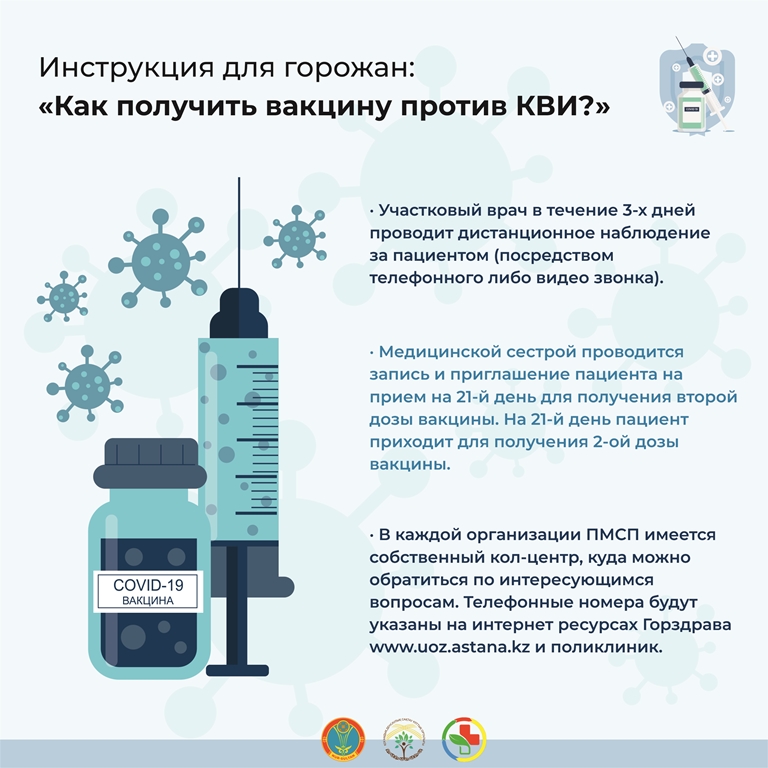 Инструкция для горожан:
«Как получить вакцину против КВИ?»
· Участковый врач в течение 3-х дней
проводит дистанционное наблюдение
за пациентом (посредством
телефонного либо видео звонка).
· Медицинской сестрой проводится
запись и приглашение пациента на
прием на 21-й день для получения второй
дозы вакцины. На 21-й день пациент
приходит для получения 2-ой дозы
вакцины.
· В каждой организации ПМСП имеется
собственный кол-центр, куда можно
обратиться по интересующимся
вопросам. Телефонные номера будут
указаны на интернет ресурсах Горздрава
www.uoz.astana.kz и поликлиник.
COVID-19
ВАКЦИНА